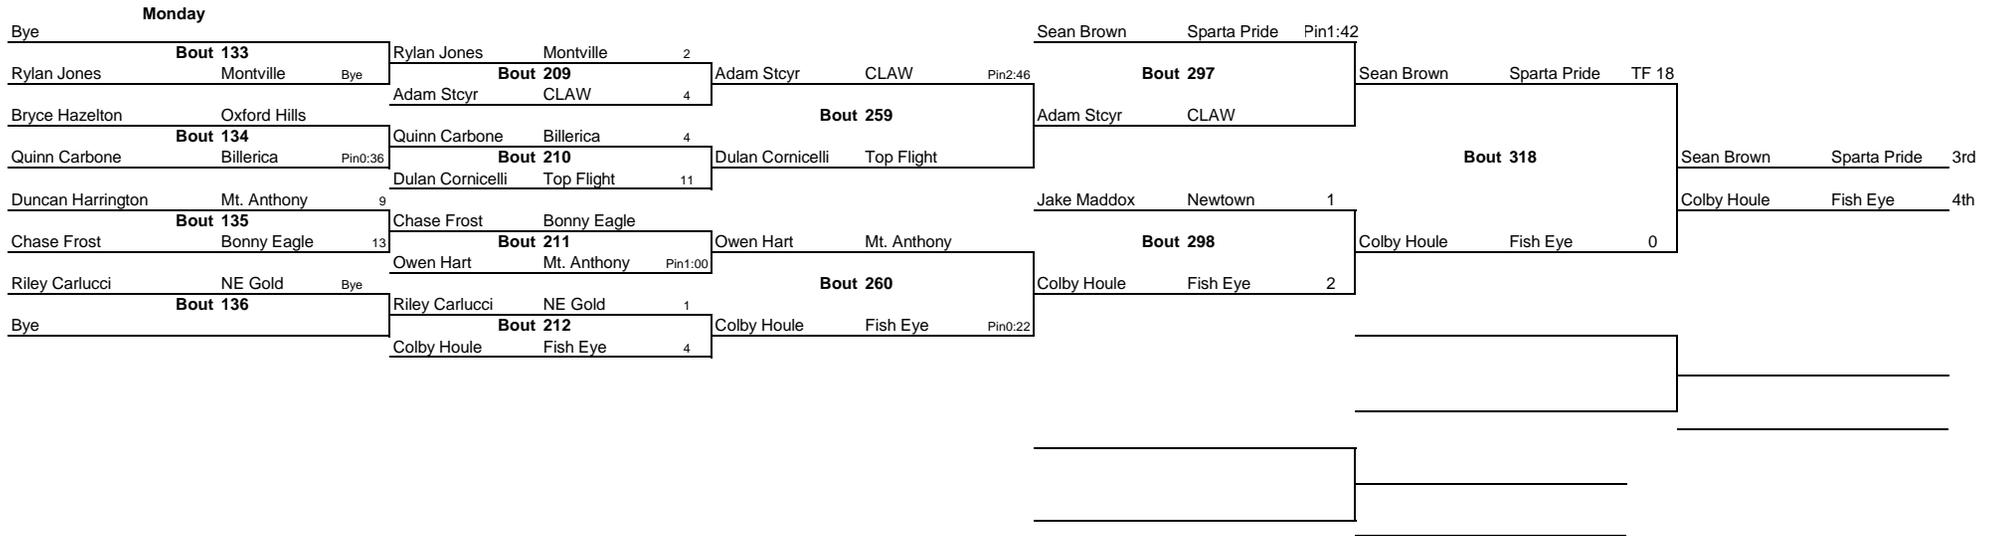 Monday
Bye
Bout 133
Rylan Jones Montville Bye
Bryce Hazelton Oxford Hills
Bout 134
Quinn Carbone Billerica Pin0:36
Duncan Harrington Mt. Anthony 9
Bout 135
Chase Frost Bonny Eagle 13
Riley Carlucci NE Gold Bye
Bout 136
Bye
Rylan Jones Montville 2
Bout 209
Adam Stcyr CLAW 4
Quinn Carbone Billerica 4
Bout 210
Dulan Cornicelli Top Flight 11
Chase Frost Bonny Eagle
Bout 211
Owen Hart Mt. Anthony Pin1:00
Riley Carlucci NE Gold 1
Bout 212
Colby Houle Fish Eye 4
Adam Stcyr CLAW Pin2:46
Bout 259
Dulan Cornicelli Top Flight
Owen Hart Mt. Anthony
Bout 260
Colby Houle Fish Eye Pin0:22
Sean Brown Sparta Pride Pin1:42
Bout 297
Adam Stcyr CLAW
Jake Maddox Newtown 1
Bout 298
Colby Houle Fish Eye 2
Sean Brown Sparta Pride TF 18
Bout 318
Colby Houle Fish Eye 0
Sean Brown Sparta Pride 3rd
Colby Houle Fish Eye 4th